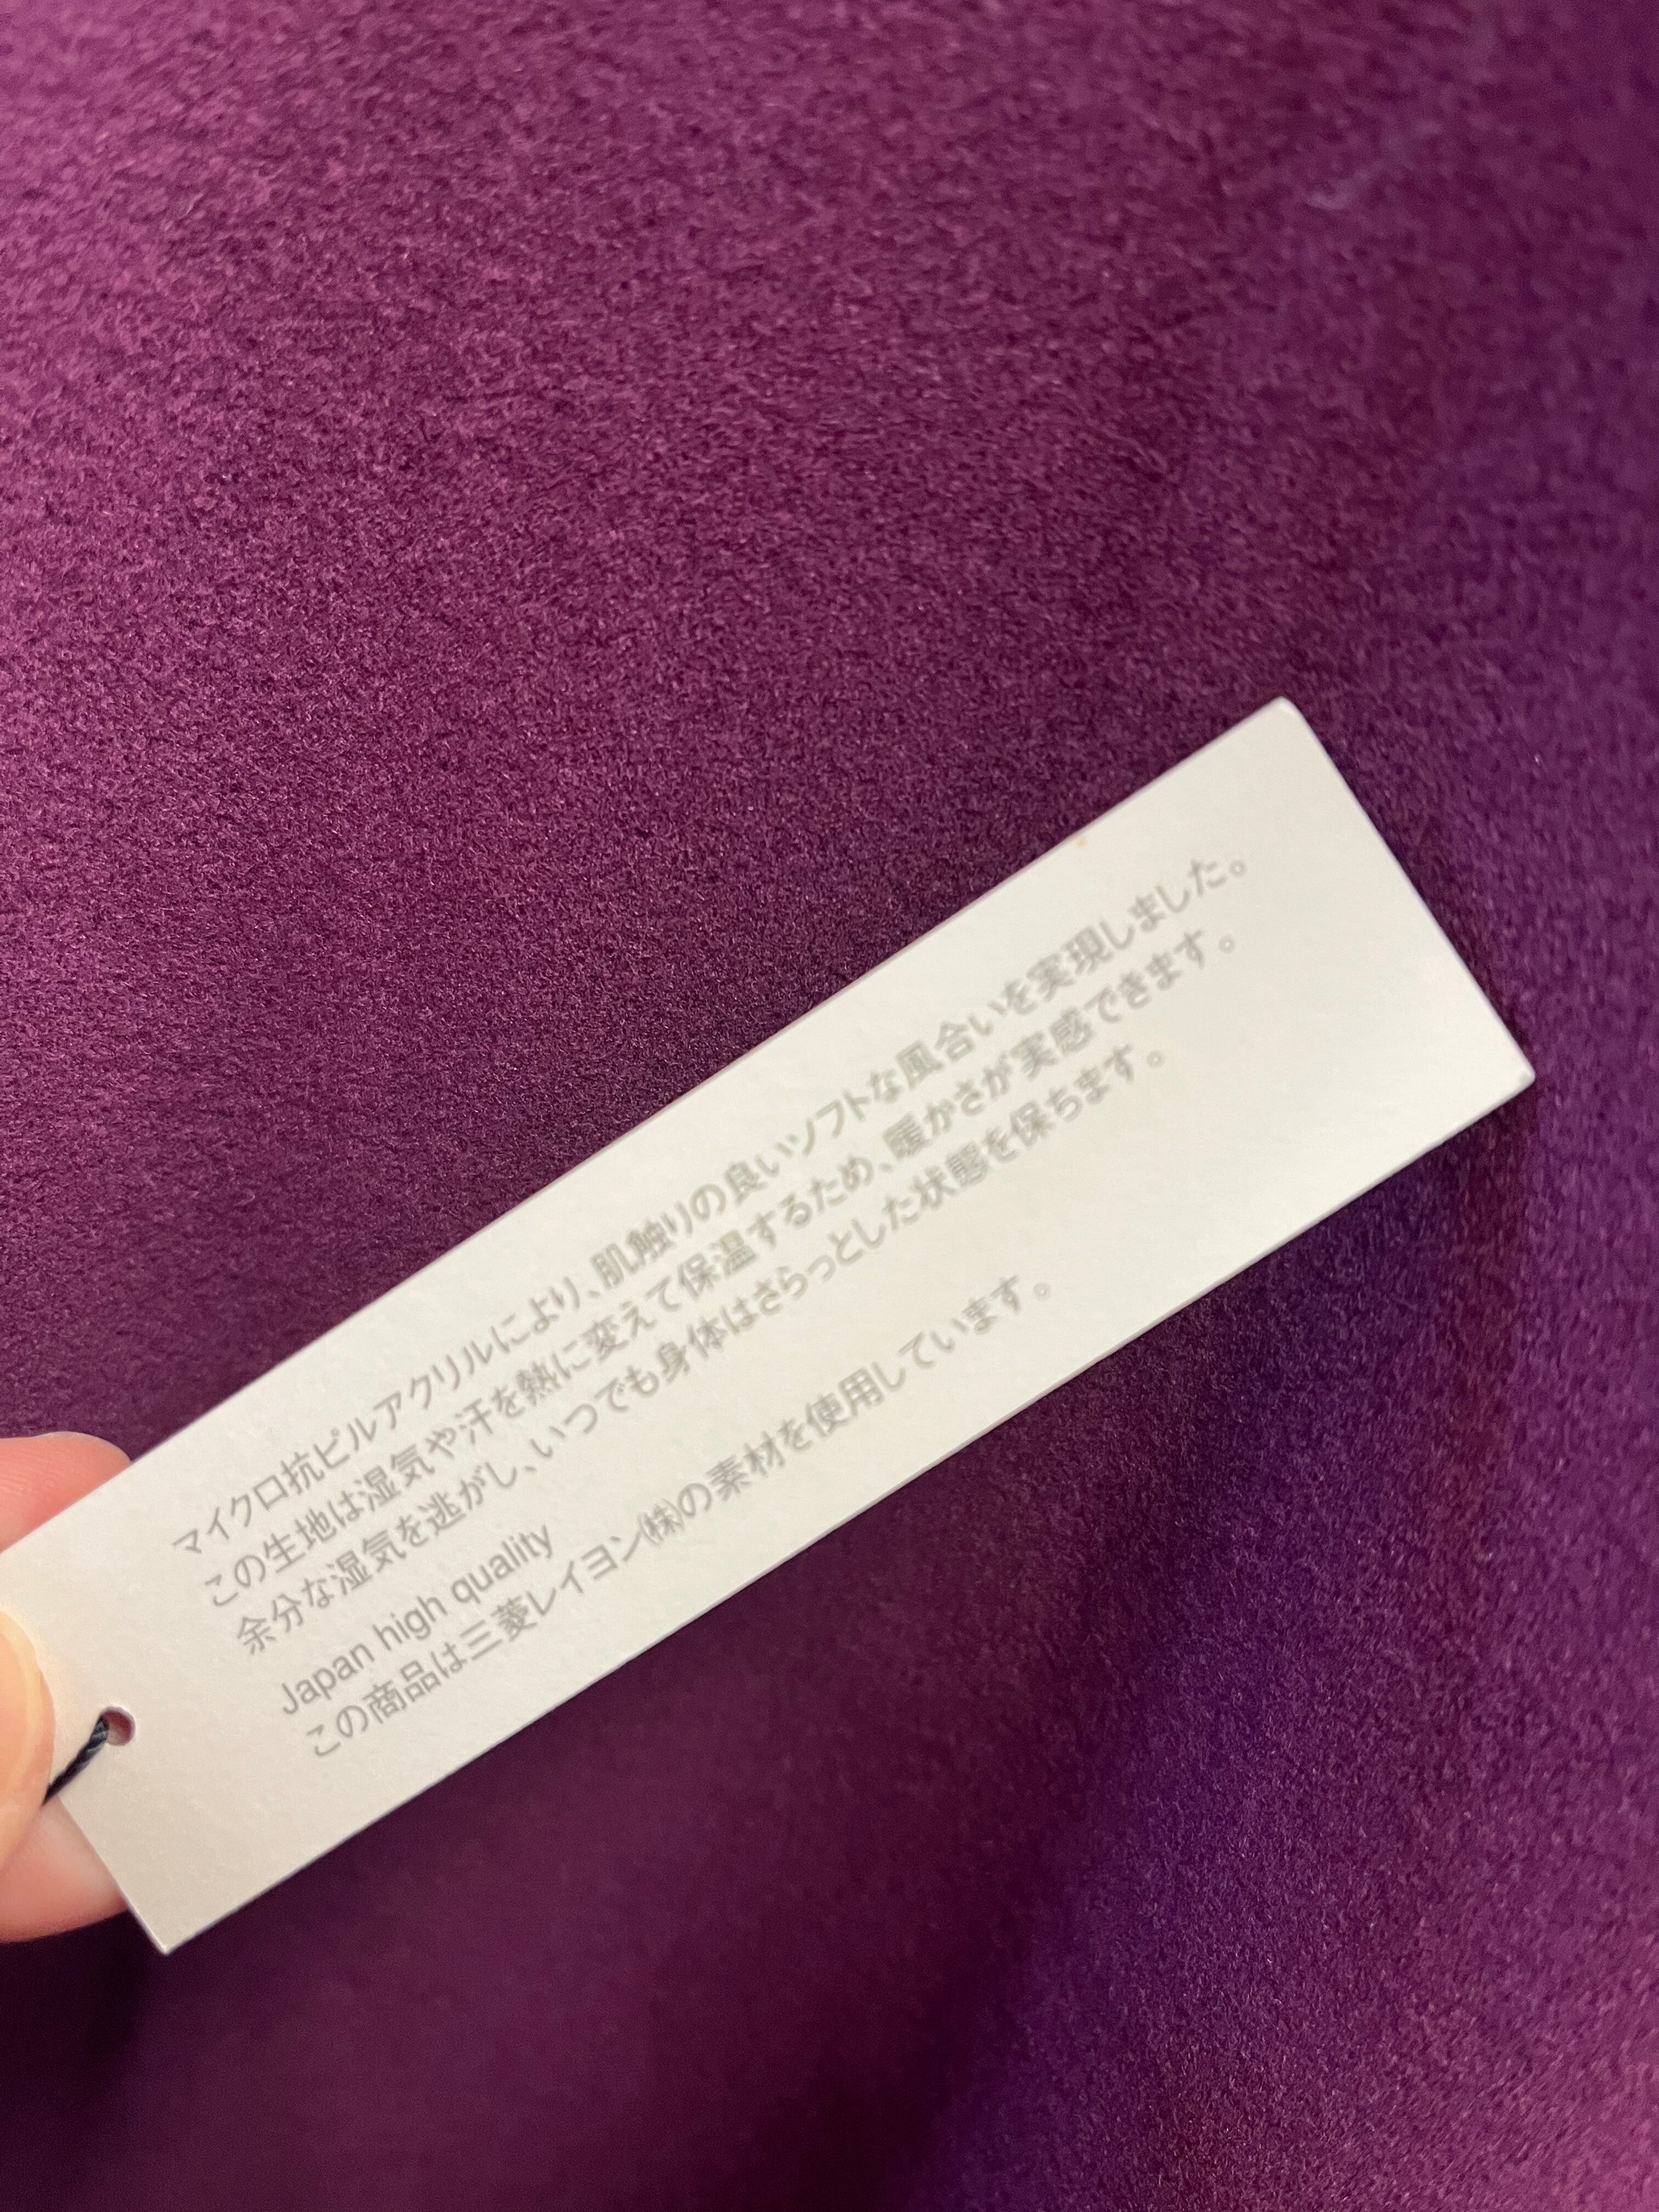 マイクロ抗ピルアクリルにより、肌触りの良いソフトな風合いを実現しました。
この生地は湿気や汗を熱に変えて保温するため、暖かさが実感できます。
余分な湿気を逃がし、いつでも身体はさらっとした状態を保ちます。
Japan high quality
この商品は三菱レイヨン㈱の素材を使用しています。